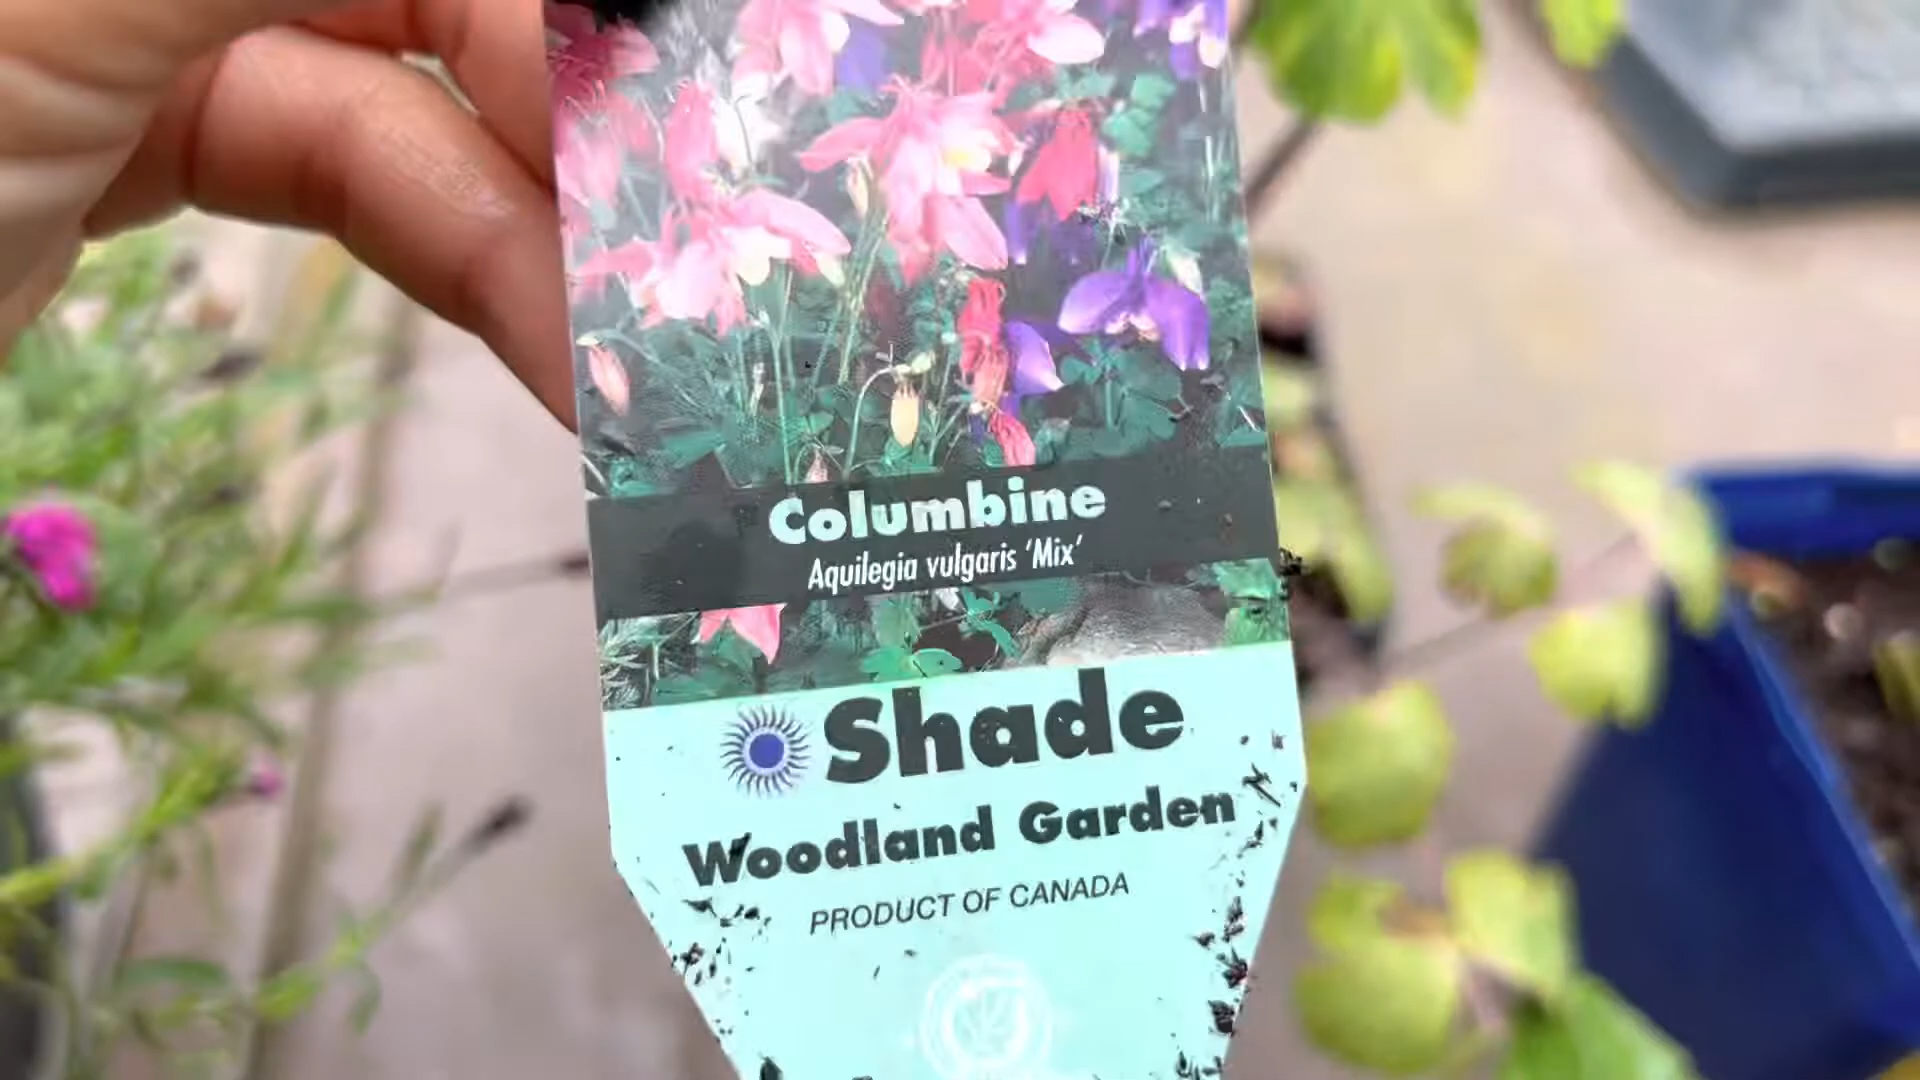 Columbine
Aquilegia vulgaris ‘Mix’
Shade
Woodland Garden
PRODUCT OF CANADA